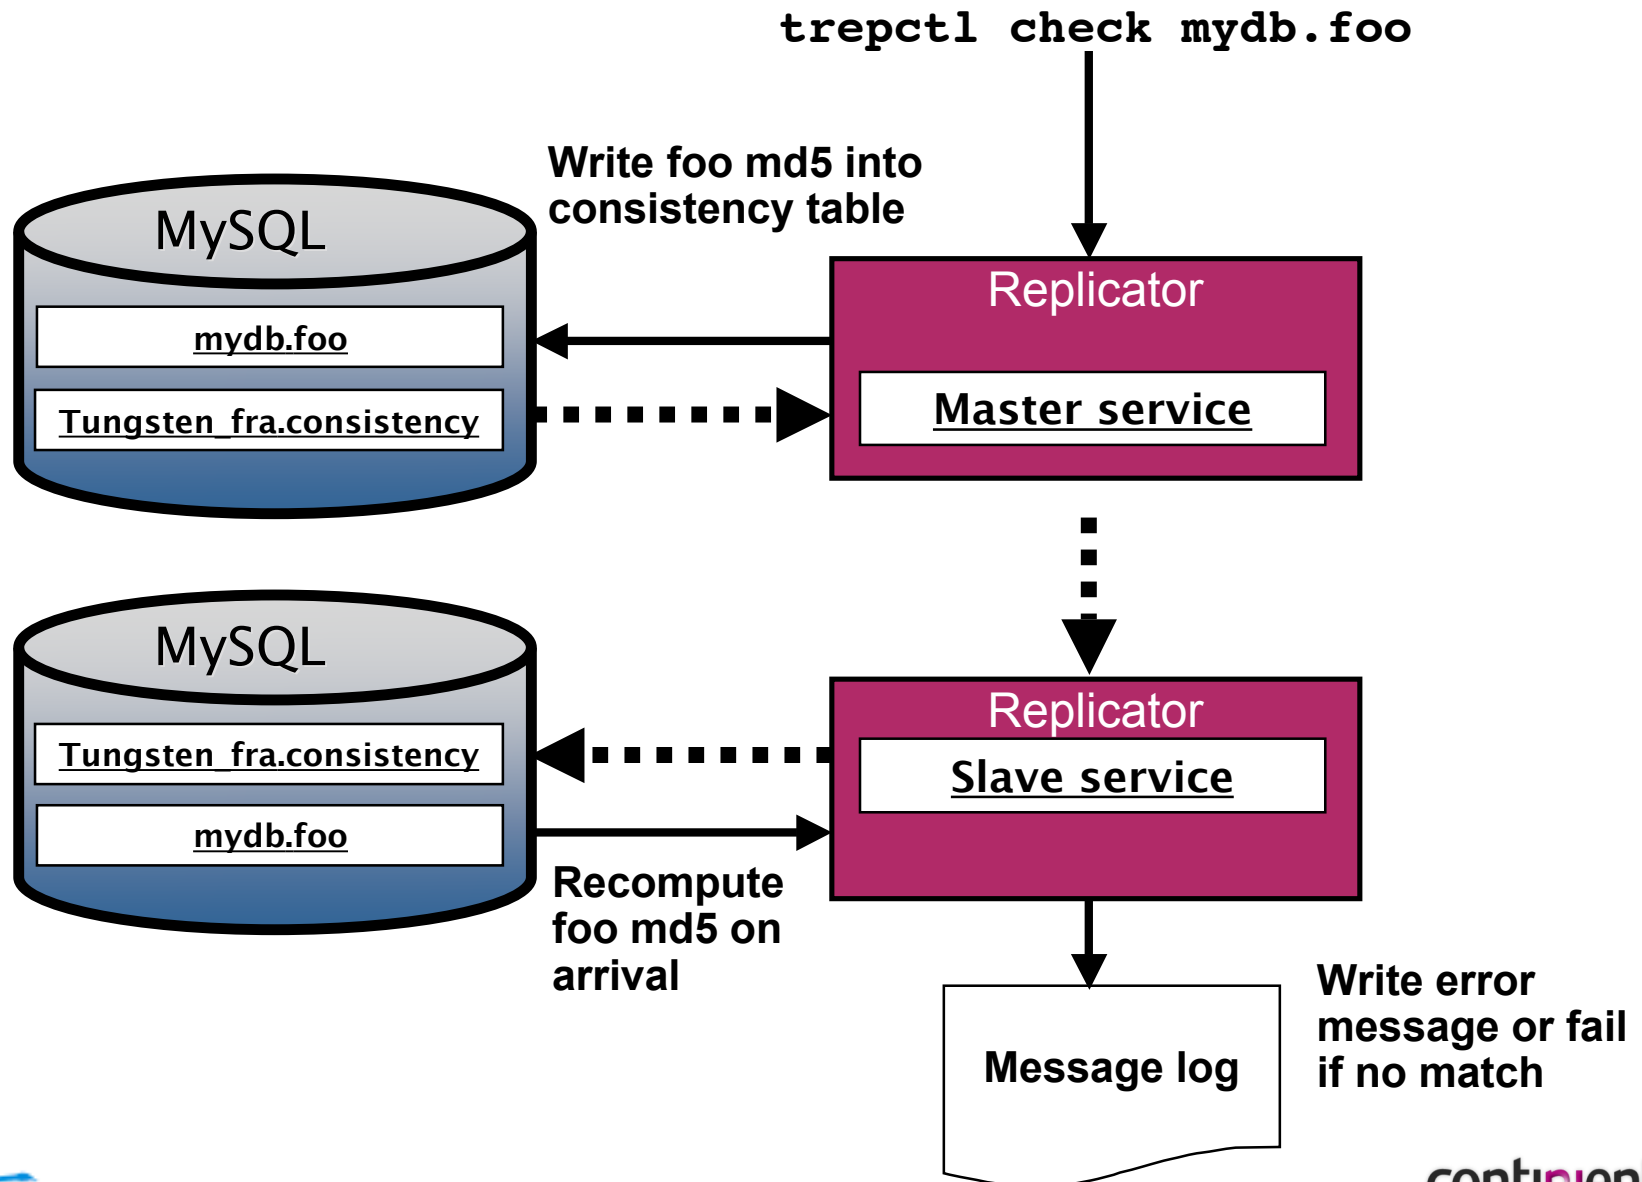 trepctl check mydb.foo
Write foo md5 into
consistency table
MySQL
mydb.foo
Tungsten_fra.consistency
Replicator
Master service
MySQL
Tungsten_fra.consistency
mydb.foo
Replicator
Slave service
Recompute
foo md5 on
arrival
Message log
Write error
message or fail
if no match